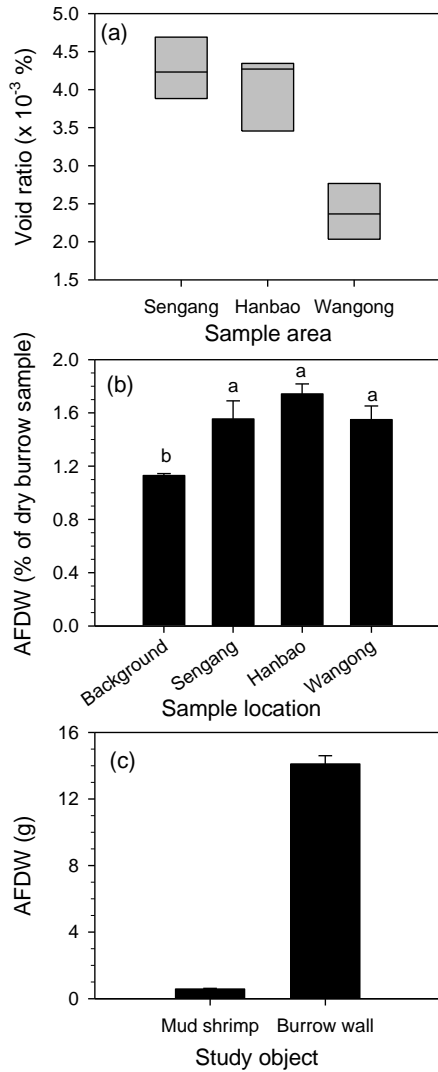 (a)
Void ratio (x 10-3 %)
5.0
4.5
4.0
3.5
3.0
2.5
2.0
1.5
Sengang Hanbao Wangong
Sample area
(b)
AFDW (% of dry burrow sample)
2.0
1.6
1.2
0.8
0.4
0.0
b a a a
Background Sengang Hanbao Wangong
Sample location
(c)
AFDW (g)
16
12
8
4
0
Mud shrimp Burrow wall
Study object